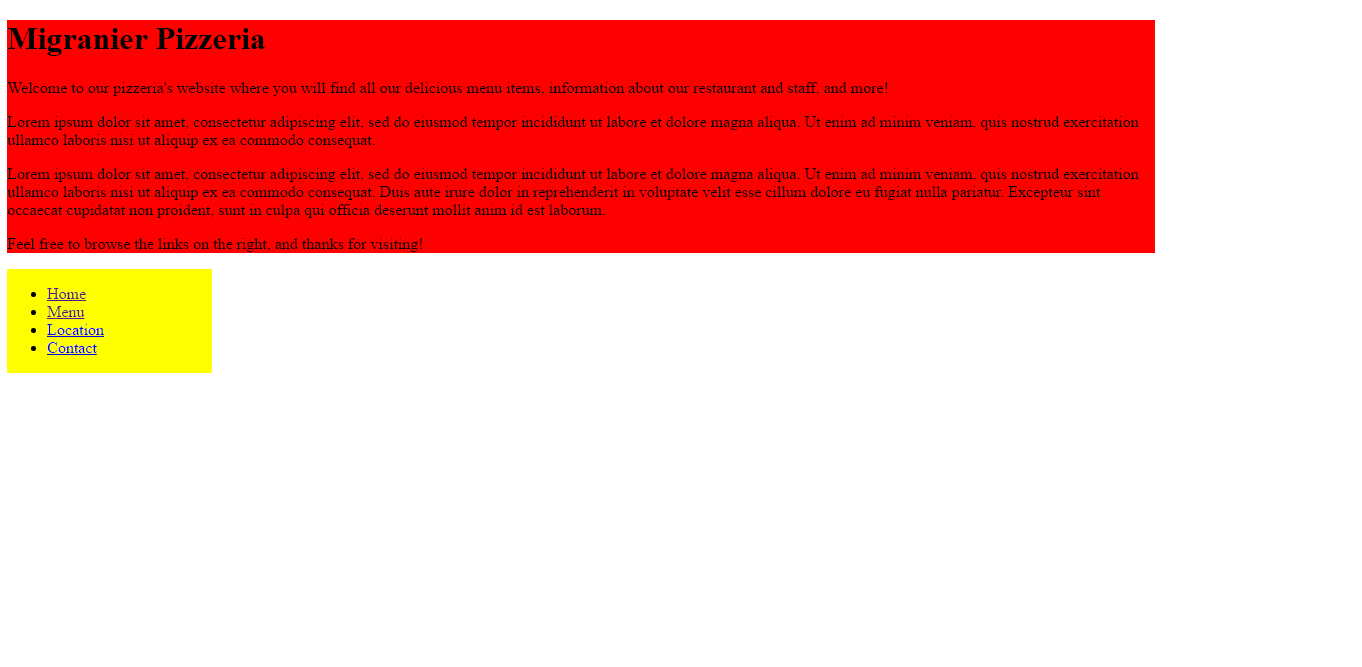 Migranier Pizzeria
Welcome to our pizzeria's website where you will find all our delicious menu items, information about our restaurant and staff, and more!
Lorem ipsum dolor sit amet, consectetur adipiscing elit, sed do eiusmod tempor incididunt ut labore et dolore magna aliqua. Ut enim ad minim veniam, quis nostrud exercitation
ullamco laboris nisi ut aliquip ex ea commodo consequat.
Lorem ipsum dolor sit amet, consectetur adipiscing elit, sed do eiusmod tempor incididunt ut labore et dolore magna aliqua. Ut enim ad minim veniam, quis nostrud exercitation
ullamco laboris nisi ut aliquip ex ea commodo consequat. Duis aute irure dolor in reprehenderit in voluptate velit esse cillum dolore eu fugiat nulla pariatur. Excepteur sint
occaecat cupidatat non proident, sunt in culpa qui officia deserunt mollit anim id est laborum.
Feel free to browse the links on the right, and thanks for visiting!
Home
Menu
Location
Contact